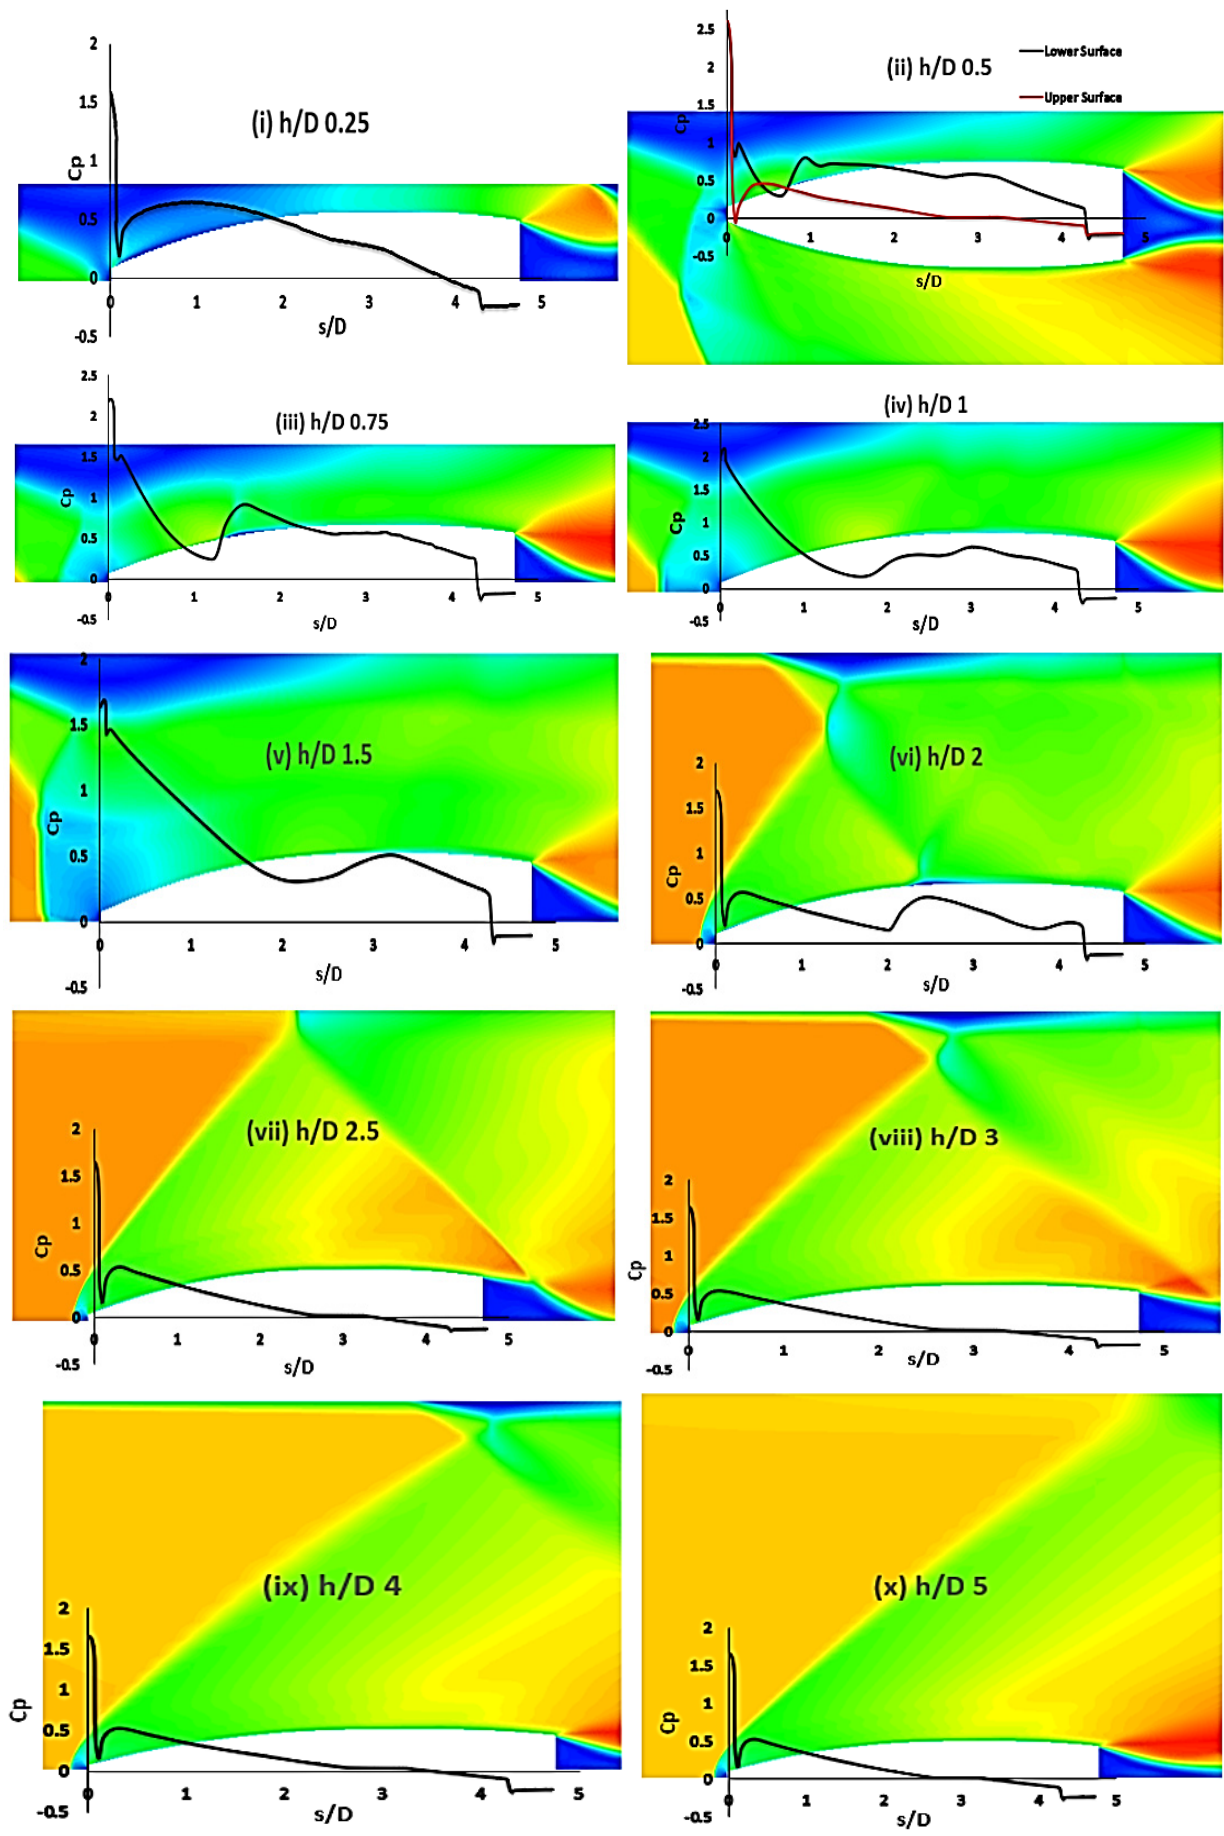 (i) h/D 0.25
2
1.5
1
0.5
0
-0.5
Cp
0 1 2 3 4 5
s/D
(ii) h/D 0.5
Lower Surface
Upper Surface
2.5
2
1.5
1
0.5
0
-0.5
Cp
0 1 2 3 4 5
s/D
(iii) h/D 0.75
2.5
2
1.5
1
0.5
0
-0.5
Cp
0 1 2 3 4 5
s/D
(iv) h/D 1
2.5
2
1.5
1
0.5
0
-0.5
Cp
0 1 2 3 4 5
s/D
(v) h/D 1.5
2
1.5
1
0.5
0
-0.5
Cp
0 1 2 3 4 5
s/D
(vi) h/D 2
2
1.5
1
0.5
0
-0.5
Cp
0 1 2 3 4 5
s/D
(vii) h/D 2.5
2
1.5
1
0.5
0
-0.5
Cp
0 1 2 3 4 5
s/D
(viii) h/D 3
2
1.5
1
0.5
0
-0.5
Cp
0 1 2 3 4 5
s/D
(ix) h/D 4
2
1.5
1
0.5
0
-0.5
Cp
0 1 2 3 4 5
s/D
(x) h/D 5
2
1.5
1
0.5
0
-0.5
Cp
0 1 2 3 4 5
s/D